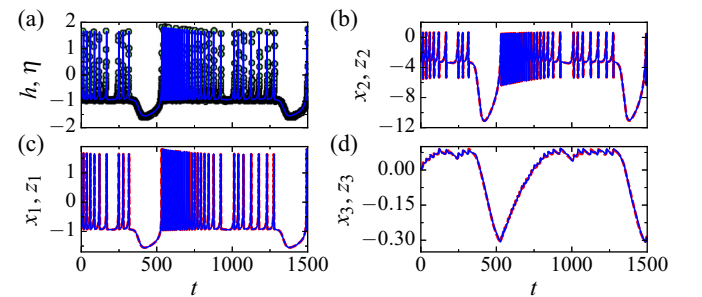 (a)
2
1
0
−1
−2
h, η
(b)
0
−4
−8
−12
x₂, z₂
(c)
1
0
−1
x₁, z₁
0 500 1000 1500
t
(d)
0.00
−0.15
−0.30
x₃, z₃
0 500 1000 1500
t